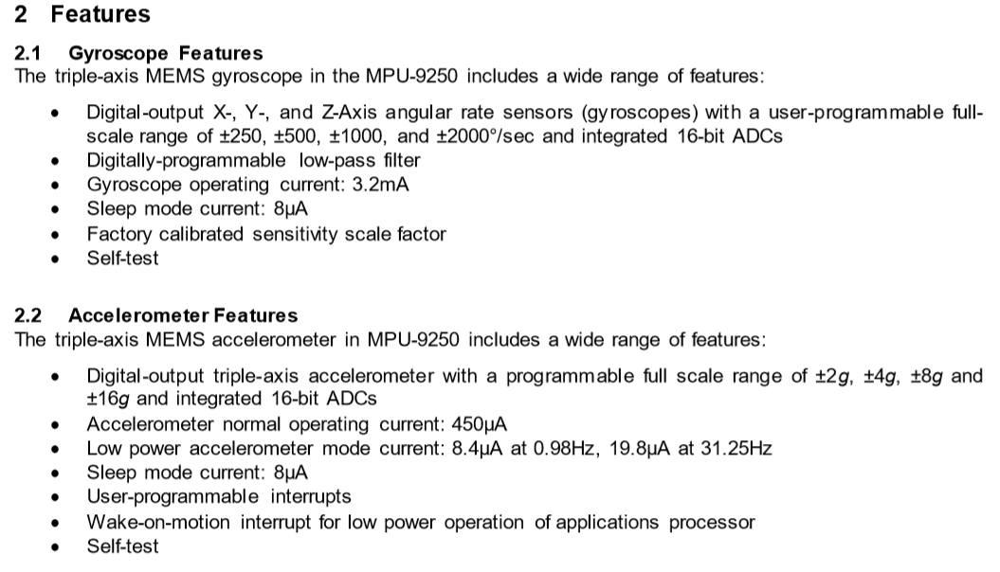 2 Features
2.1 Gyroscope Features
The triple-axis MEMS gyroscope in the MPU-9250 includes a wide range of features:
• Digital-output X-, Y-, and Z-Axis angular rate sensors (gyroscopes) with a user-programmable full-
scale range of ±250, ±500, ±1000, and ±2000°/sec and integrated 16-bit ADCs
• Digitally-programmable low-pass filter
• Gyroscope operating current: 3.2mA
• Sleep mode current: 8µA
• Factory calibrated sensitivity scale factor
• Self-test
2.2 Accelerometer Features
The triple-axis MEMS accelerometer in MPU-9250 includes a wide range of features:
• Digital-output triple-axis accelerometer with a programmable full scale range of ±2g, ±4g, ±8g and
±16g and integrated 16-bit ADCs
• Accelerometer normal operating current: 450µA
• Low power accelerometer mode current: 8.4µA at 0.98Hz, 19.8µA at 31.25Hz
• Sleep mode current: 8µA
• User-programmable interrupts
• Wake-on-motion interrupt for low power operation of applications processor
• Self-test